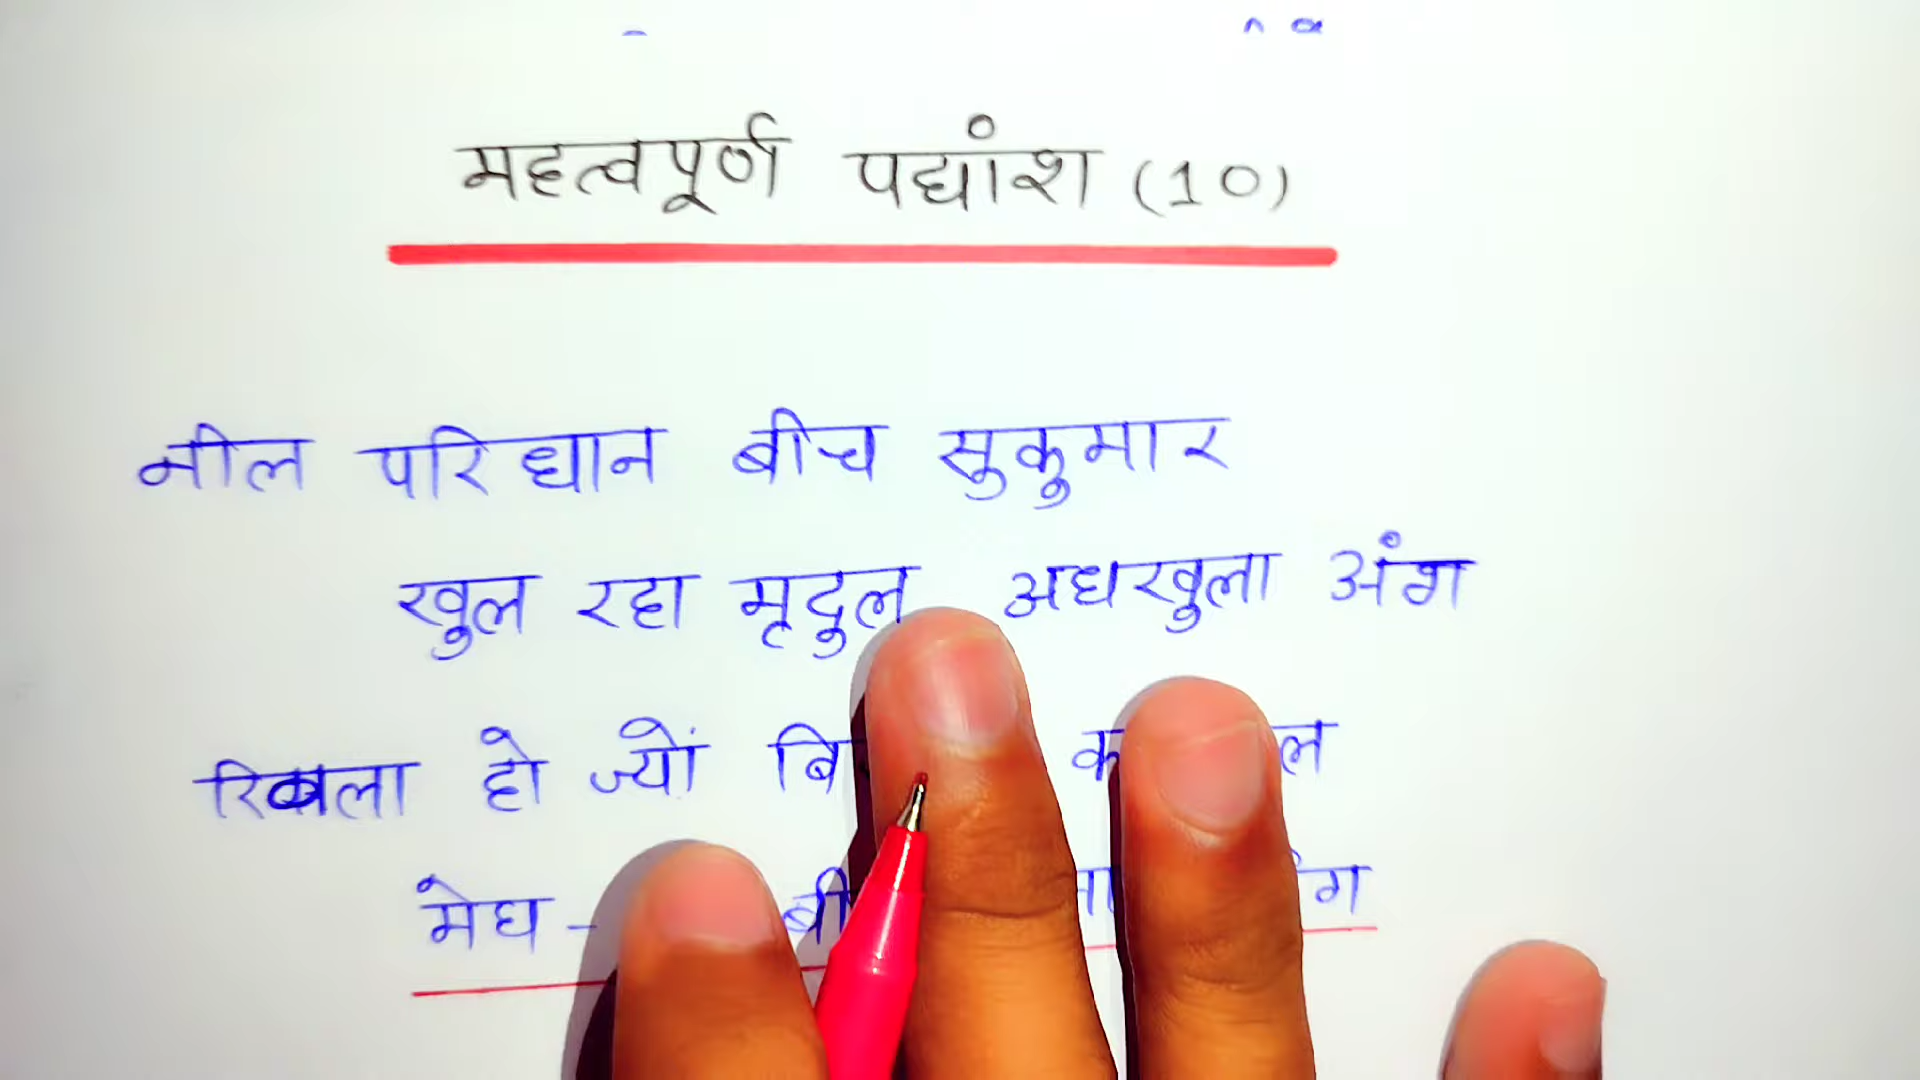 महत्वपूर्ण पद्यांश (10)
नील परिधान बीच सुकुमार
खुल रहा मृदुल अधखुला अंग
खिला हो ज्यों
मेघ-